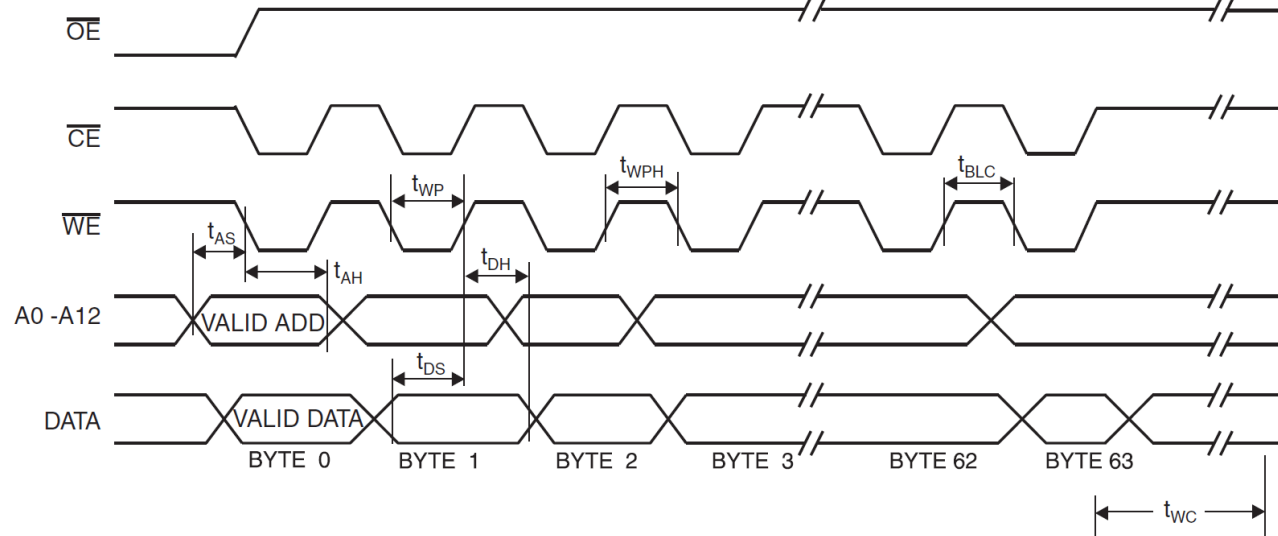 OE
CE
tWPH
tBLC
tWP
WE
tAS
tDH
tAH
A0 -A12
VALID ADD
tDS
DATA
VALID DATA
BYTE 0 BYTE 1 BYTE 2 BYTE 3 BYTE 62 BYTE 63
tWC